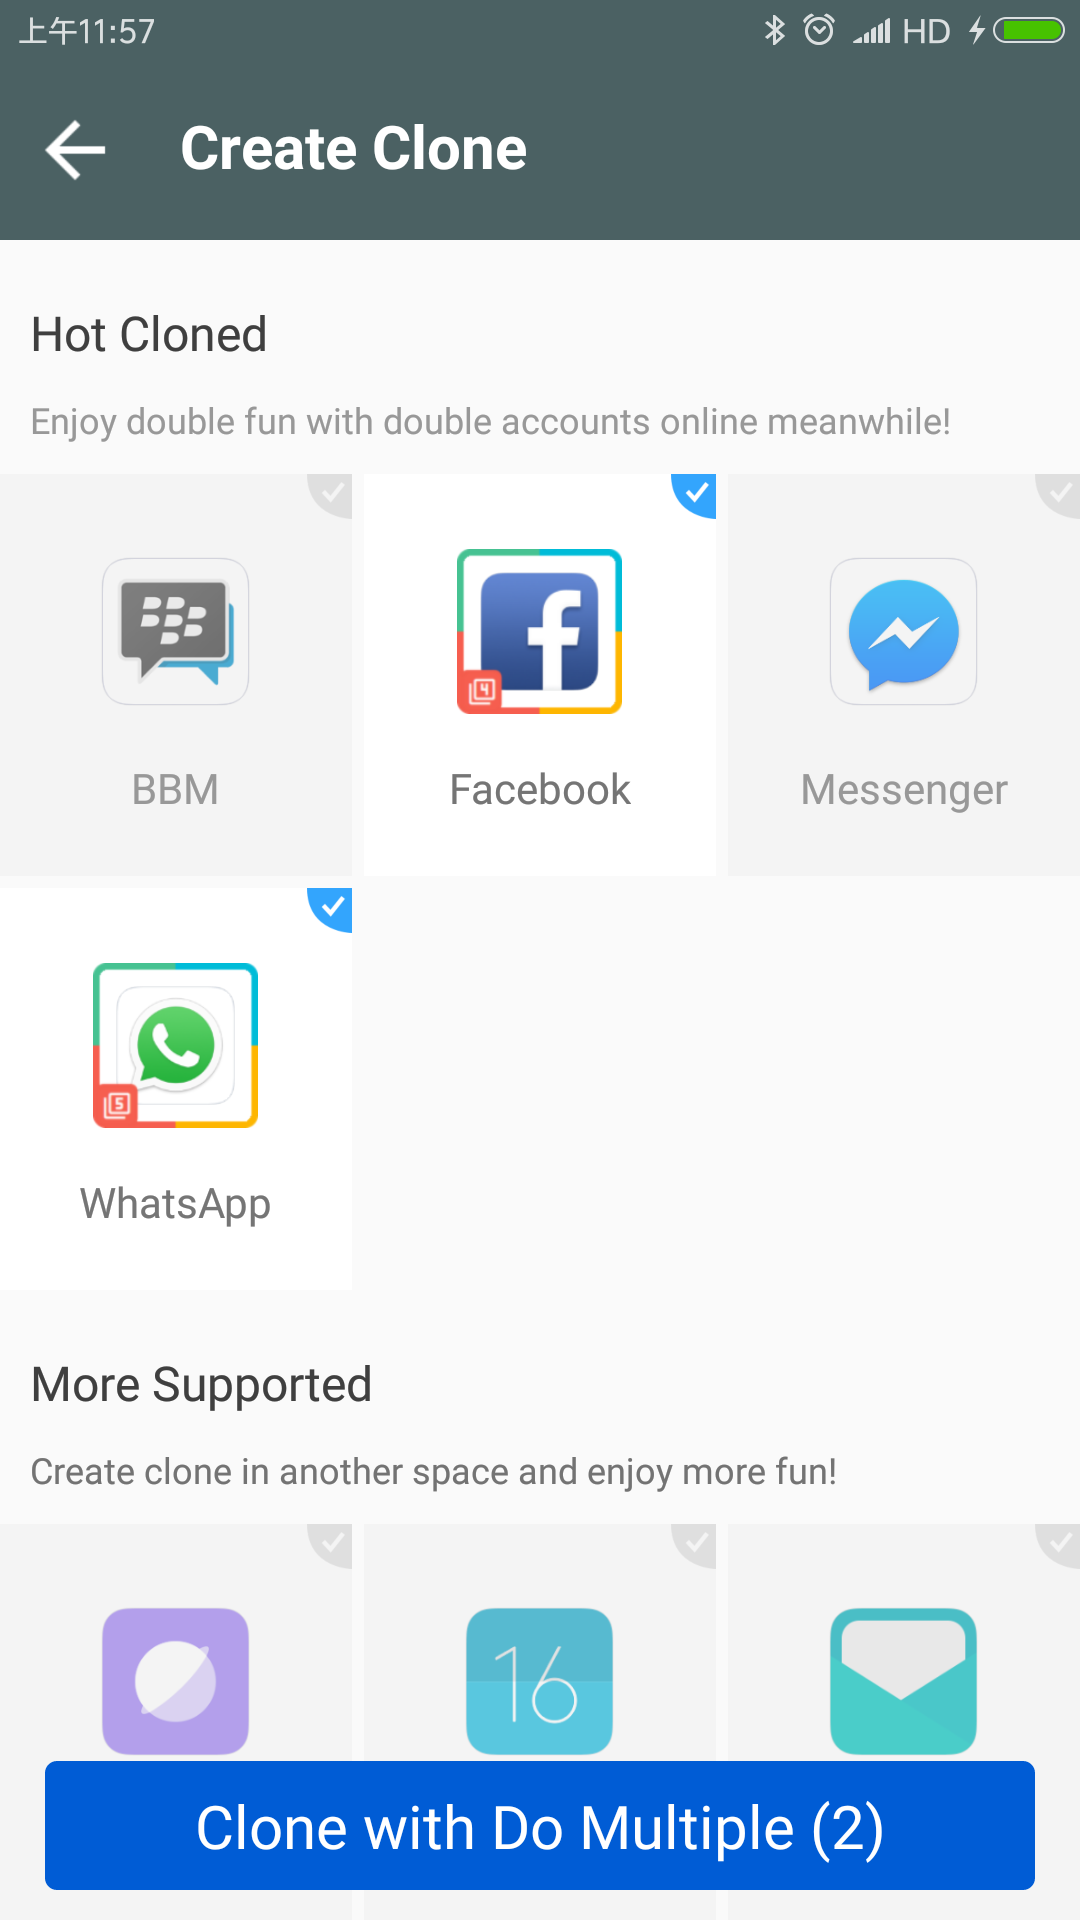 上午11:57
HD
Create Clone
Hot Cloned
Enjoy double fun with double accounts online meanwhile!
BBM
Facebook
Messenger
4
5
WhatsApp
More Supported
Create clone in another space and enjoy more fun!
16
Clone with Do Multiple (2)